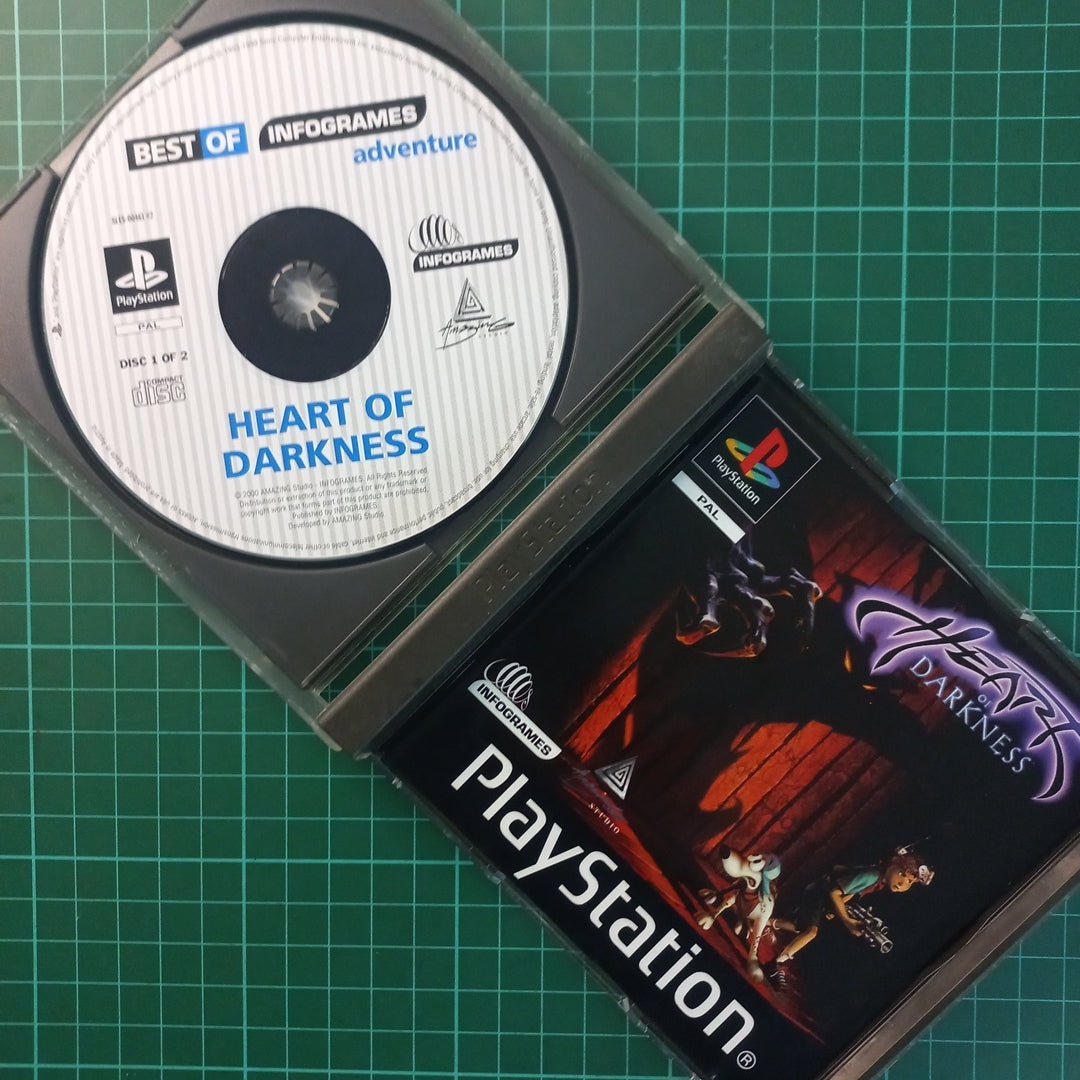 BEST OF INFOGRAMES
adventure
PlayStation
PAL
DISC 1 OF 2
COMPACT
disc
INFOGRAMES
Amazing
STUDIO
HEART OF
DARKNESS
© 2000 AMAZING Studio - INFOGRAMES. All Rights Reserved
Distribution or extraction of this product or any trademark or
copyright work that forms part of this product are prohibited.
Published by INFOGRAMES.
Developed by AMAZING Studio
PlayStation
PlayStation
PAL
HEART
OF
DARKNESS
INFOGRAMES
STUDIO
PlayStation®